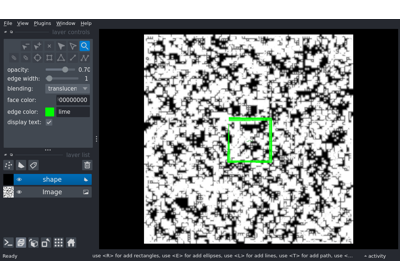 File View Plugins Window Help
layer controls
opacity: 0.70
edge width: 1
blending: translucen
face color: 00000000
edge color: lime
display text:
layer list
shape
Image
Ready use <R> for add rectangles, use <E> for add ellipses, use <L> for add lines, use <T> for add path, use <... activity